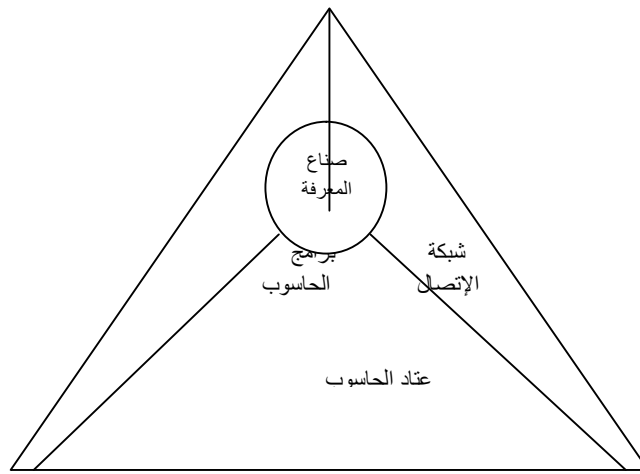 صناع
المعرفة
شبكة
الإتصال
برامج
الحاسوب
عتاد الحاسوب